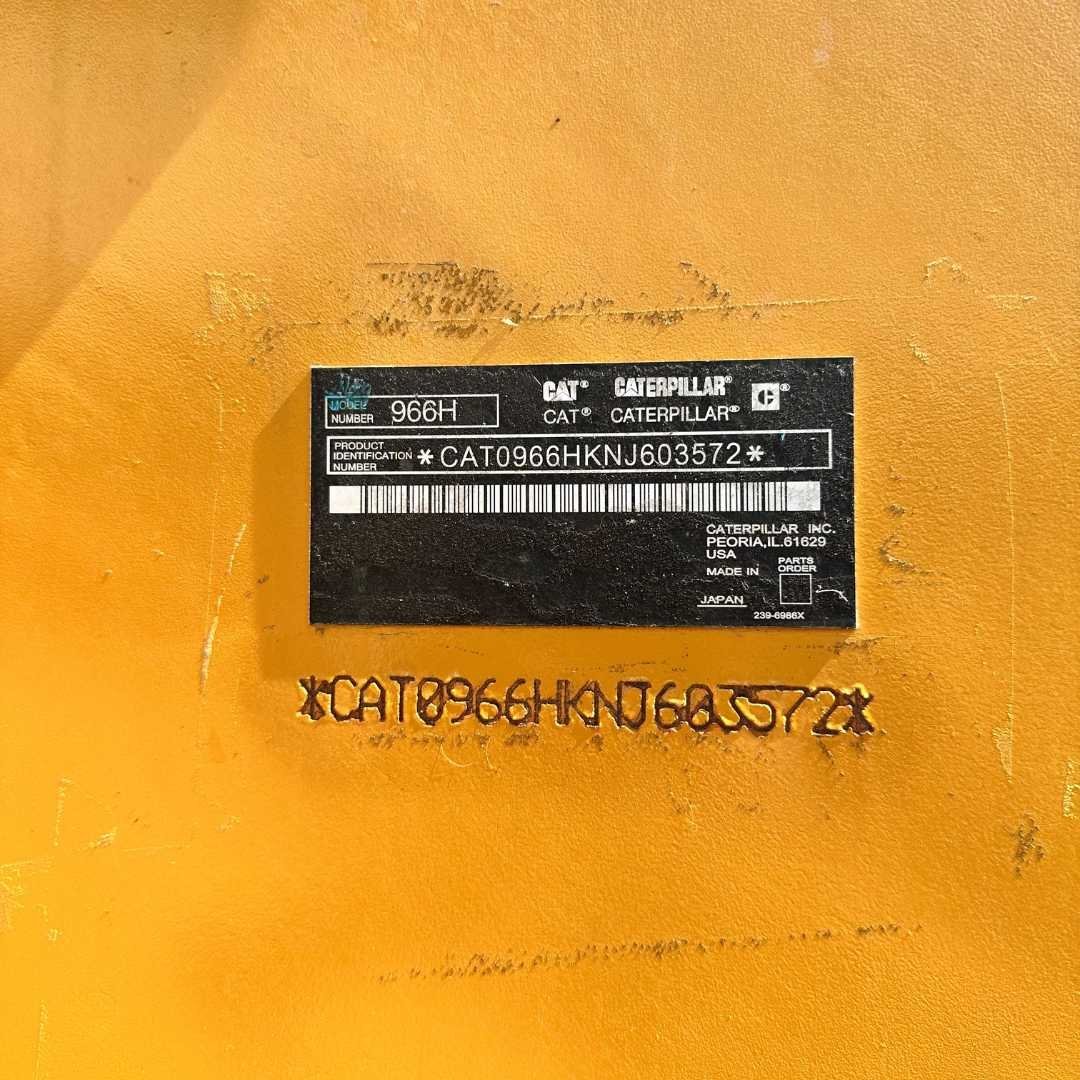 CAT® CATERPILLAR® C®
MODEL NUMBER 966H CAT® CATERPILLAR®
PRODUCT
IDENTIFICATION
NUMBER *CAT0966HKNJ603572*
CATERPILLAR INC.
PEORIA,IL.61629
USA
MADE IN
JAPAN
PARTS
ORDER
239-6986X
*CAT0966HKNJ603572*